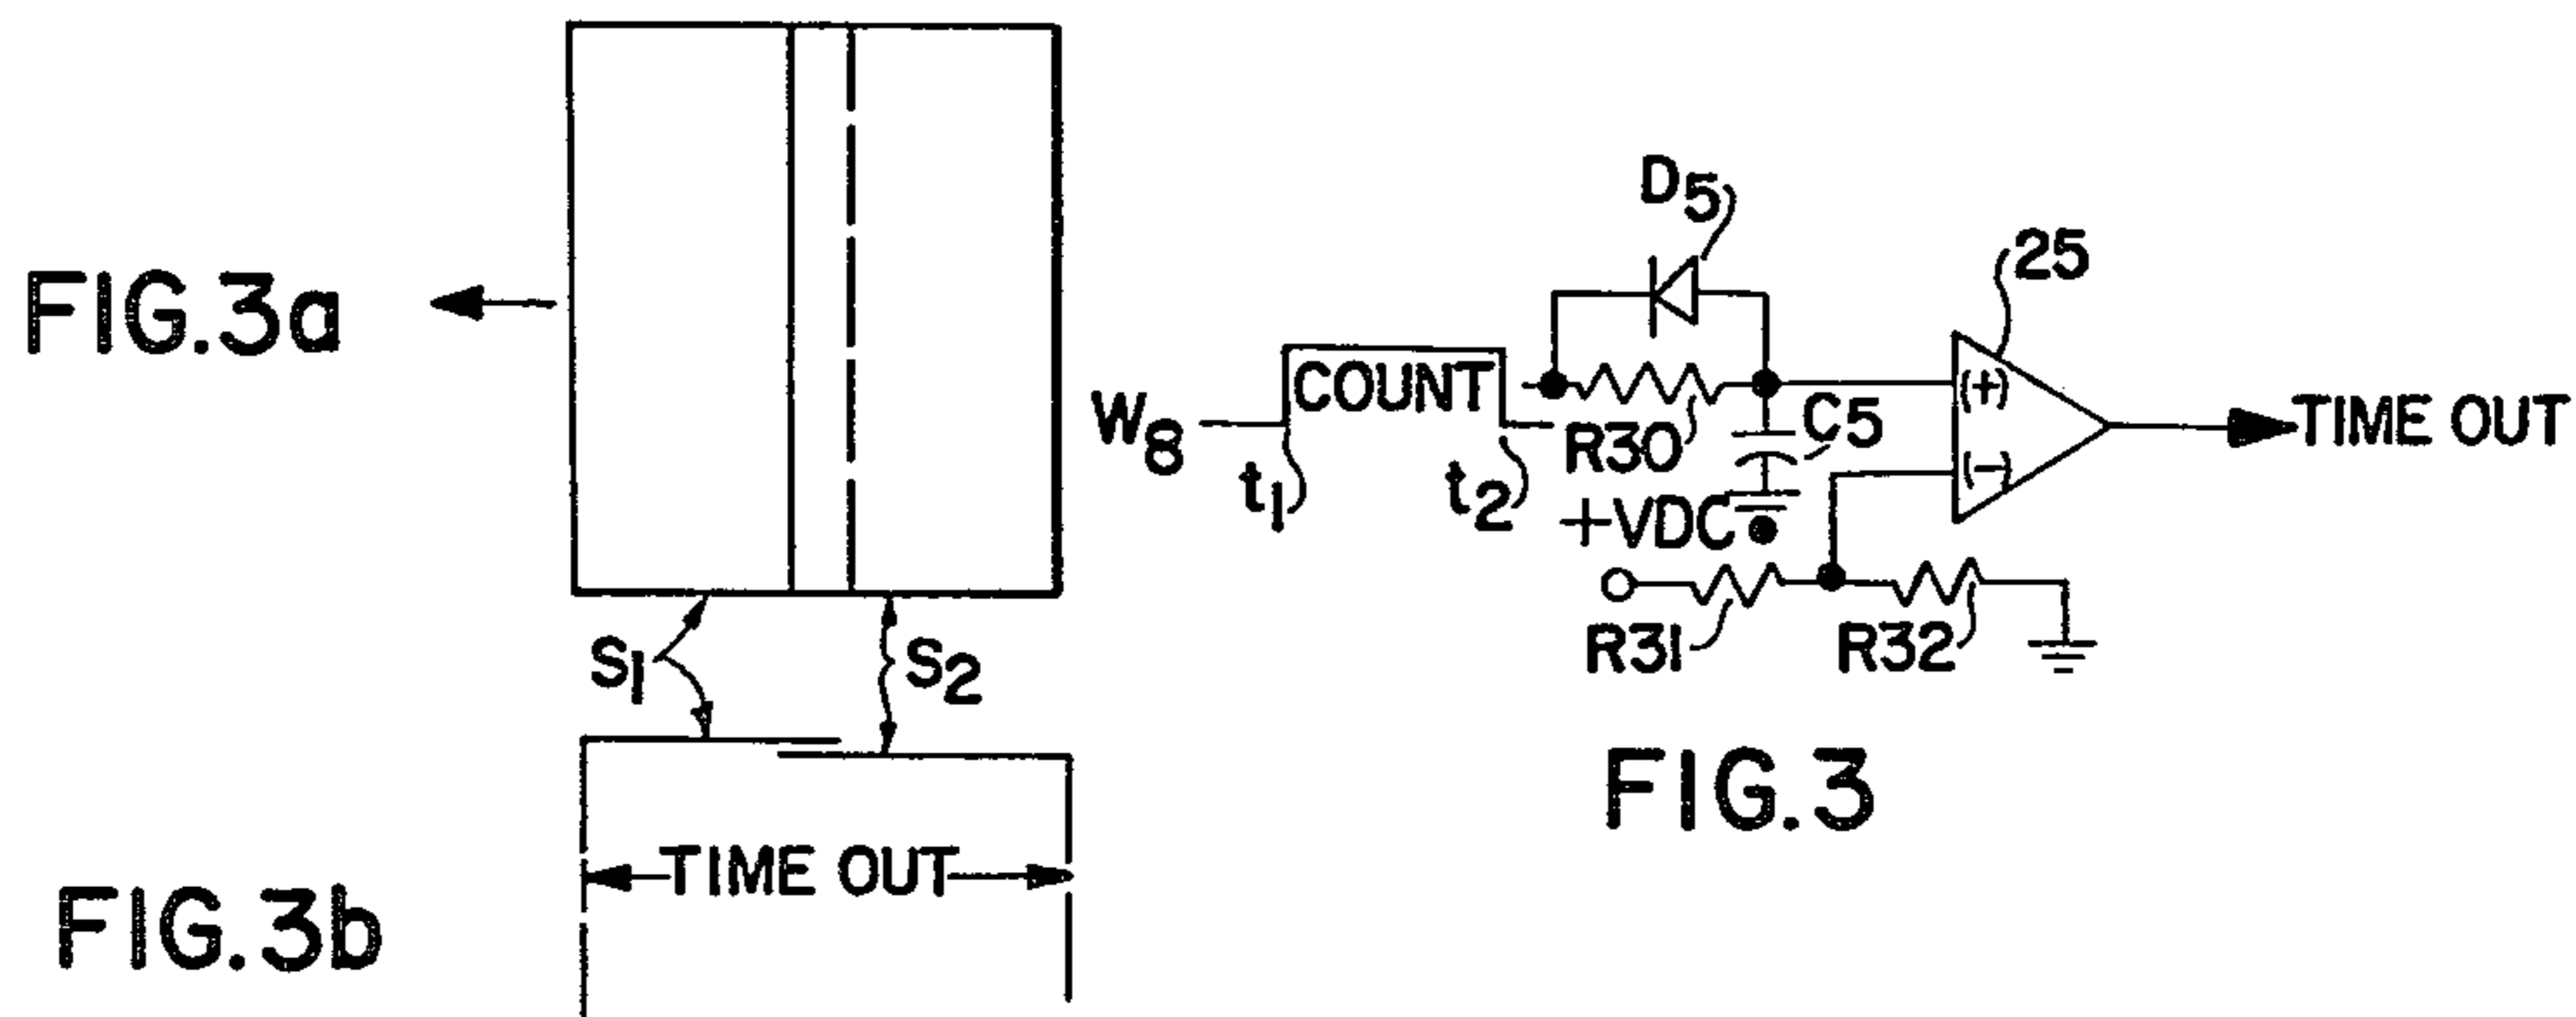 FIG.3a
S1
S2
TIME OUT
FIG.3b
D5
25
W8
COUNT
t1
t2
R30
C5
(+)
(-)
TIME OUT
+VDC
R31
R32
FIG.3